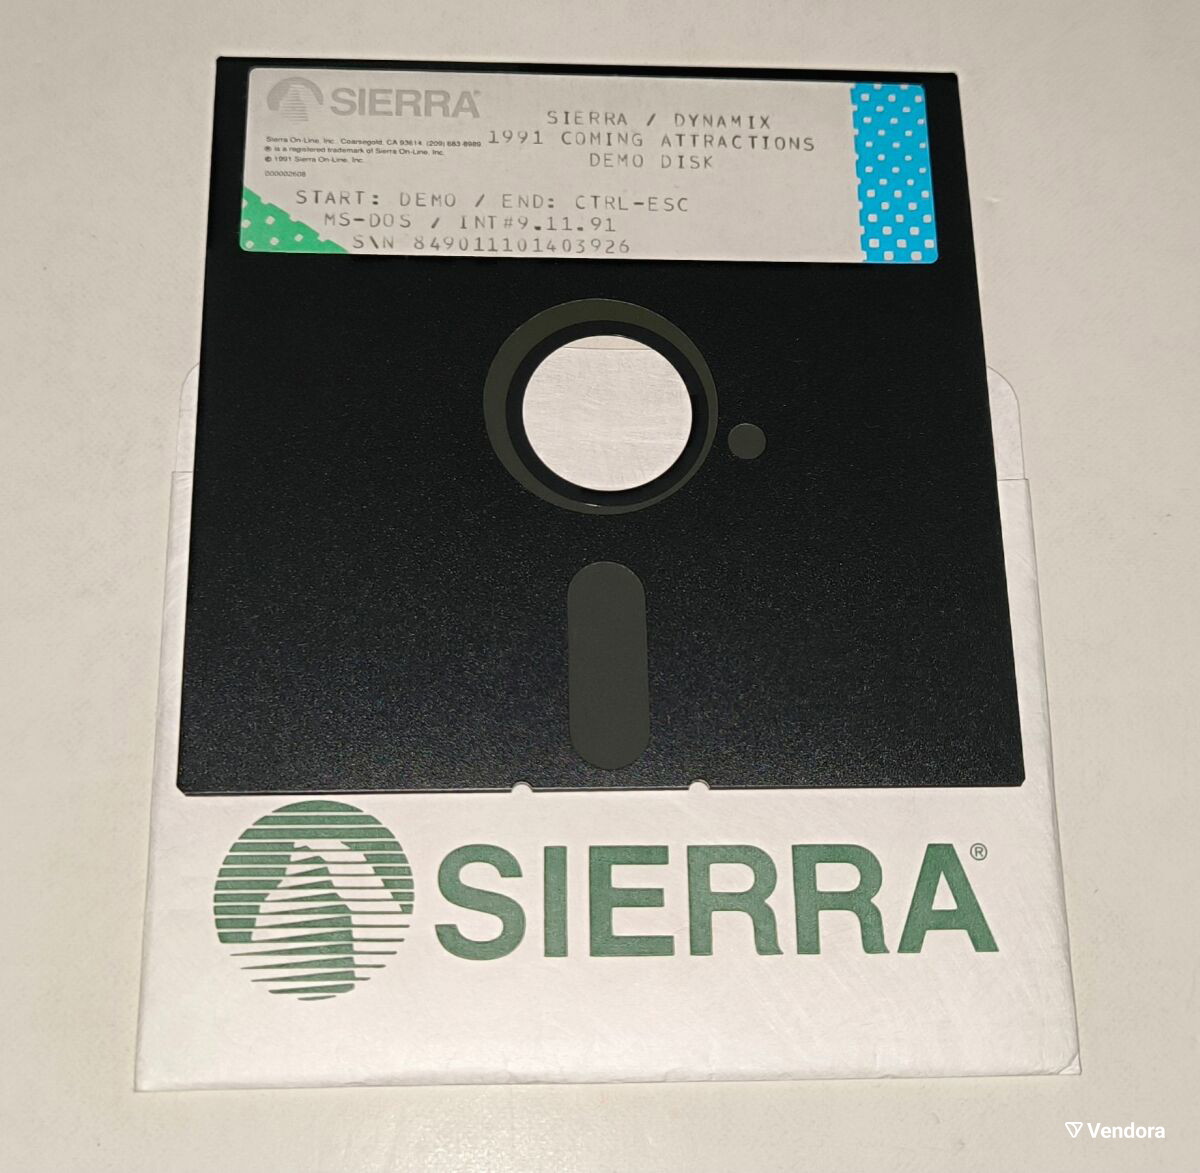 SIERRA®
Sierra On-Line, Inc. Coarsegold, CA 93614 (209) 683-8989
® is a registered trademark of Sierra On-Line, Inc.
© 1991 Sierra On-Line, Inc.
000002608
SIERRA / DYNAMIX
1991 COMING ATTRACTIONS
DEMO DISK
START: DEMO / END: CTRL-ESC
MS-DOS / INT#9.11.91
S\N 849011101403926
SIERRA®
Vendora